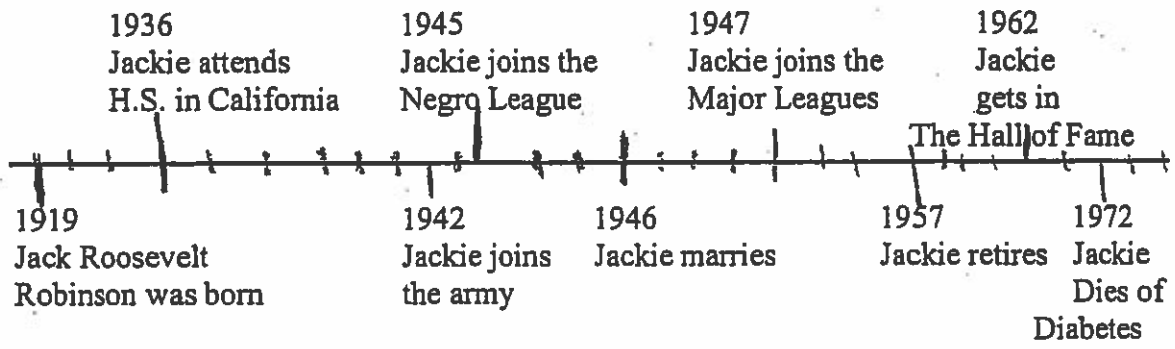 1936
Jackie attends
H.S. in California
1945
Jackie joins the
Negro League
1947
Jackie joins the
Major Leagues
1962
Jackie
gets in
The Hall of Fame
1919
Jack Roosevelt
Robinson was born
1942
Jackie joins
the army
1946
Jackie marries
1957
Jackie retires
1972
Jackie
Dies of
Diabetes